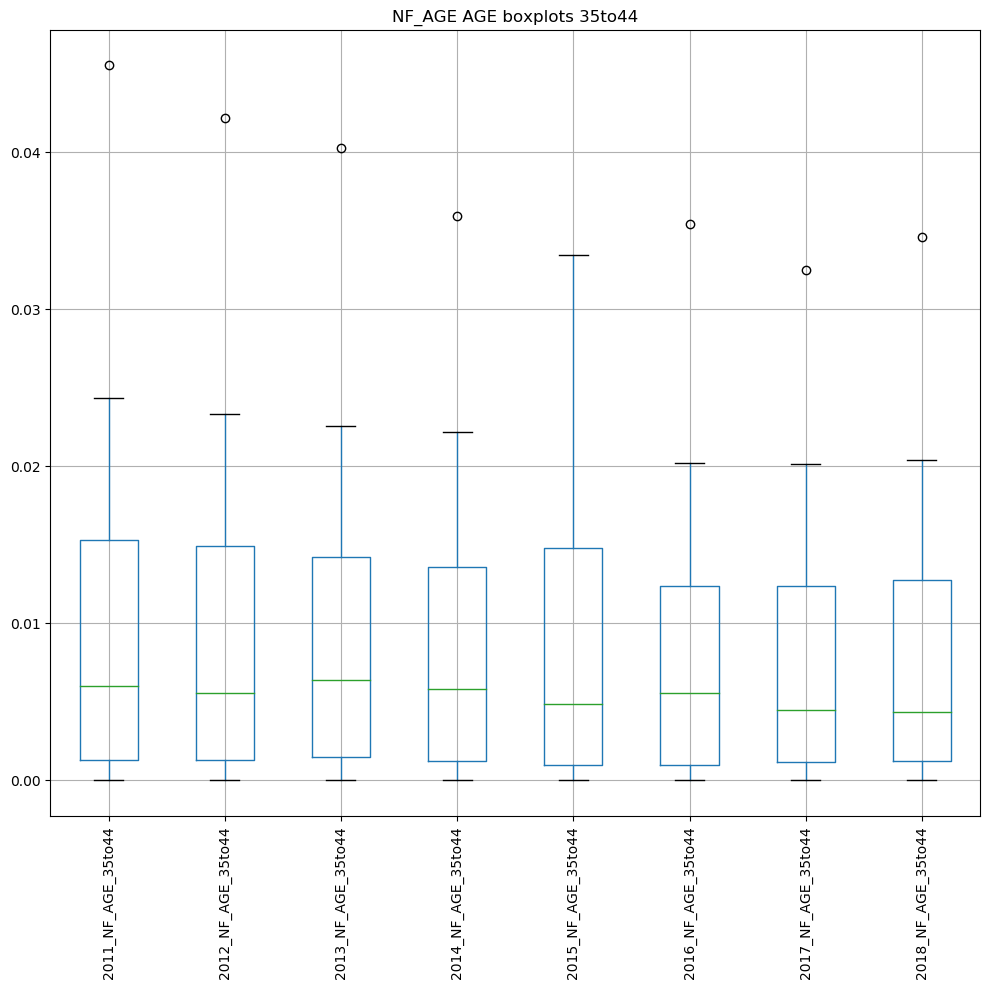 NF_AGE AGE boxplots 35to44
0.04
0.03
0.02
0.01
0.00
2011_NF_AGE_35to44
2012_NF_AGE_35to44
2013_NF_AGE_35to44
2014_NF_AGE_35to44
2015_NF_AGE_35to44
2016_NF_AGE_35to44
2017_NF_AGE_35to44
2018_NF_AGE_35to44